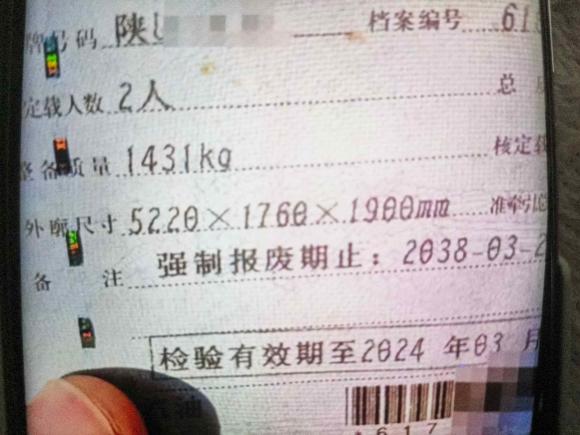 号码 陕 档案编号 61
定载人数 2人 总
整备质量 1431kg 核定载
外廓尺寸 5220×1760×1900mm 准牵引
备 注 强制报废期止：2038-03-2
检验有效期至2024 年03 月
油
*617